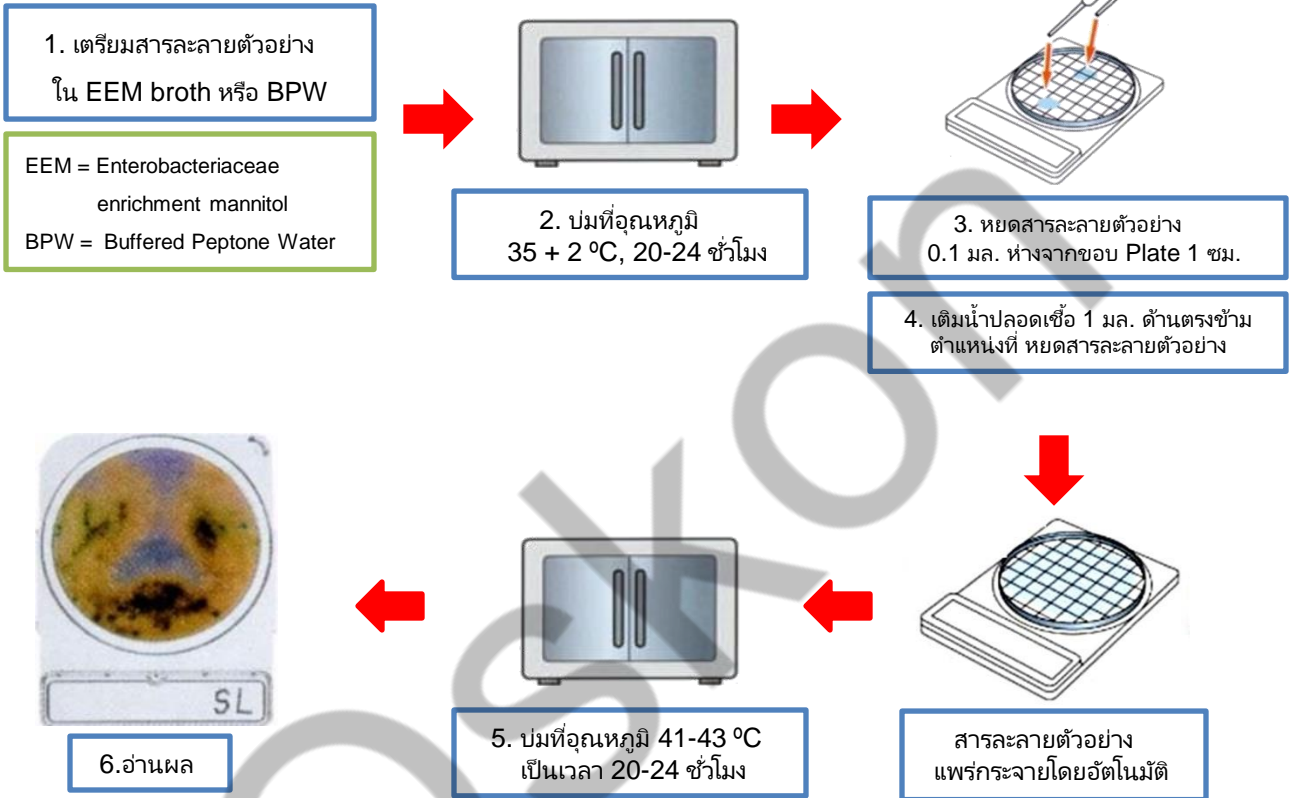 1. เตรียมสารละลายตัวอย่าง
ใน EEM broth หรือ BPW
EEM = Enterobacteriaceae
enrichment mannitol
BPW = Buffered Peptone Water
2. บ่มที่อุณหภูมิ
35 + 2 ⁰C, 20-24 ชั่วโมง
3. หยดสารละลายตัวอย่าง
0.1 มล. ห่างจากขอบ Plate 1 ซม.
4. เติมน้ำปลอดเชื้อ 1 มล. ด้านตรงข้าม
ตำแหน่งที่ หยดสารละลายตัวอย่าง
สารละลายตัวอย่าง
แพร่กระจายโดยอัตโนมัติ
5. บ่มที่อุณหภูมิ 41-43 ⁰C
เป็นเวลา 20-24 ชั่วโมง
SL
6.อ่านผล